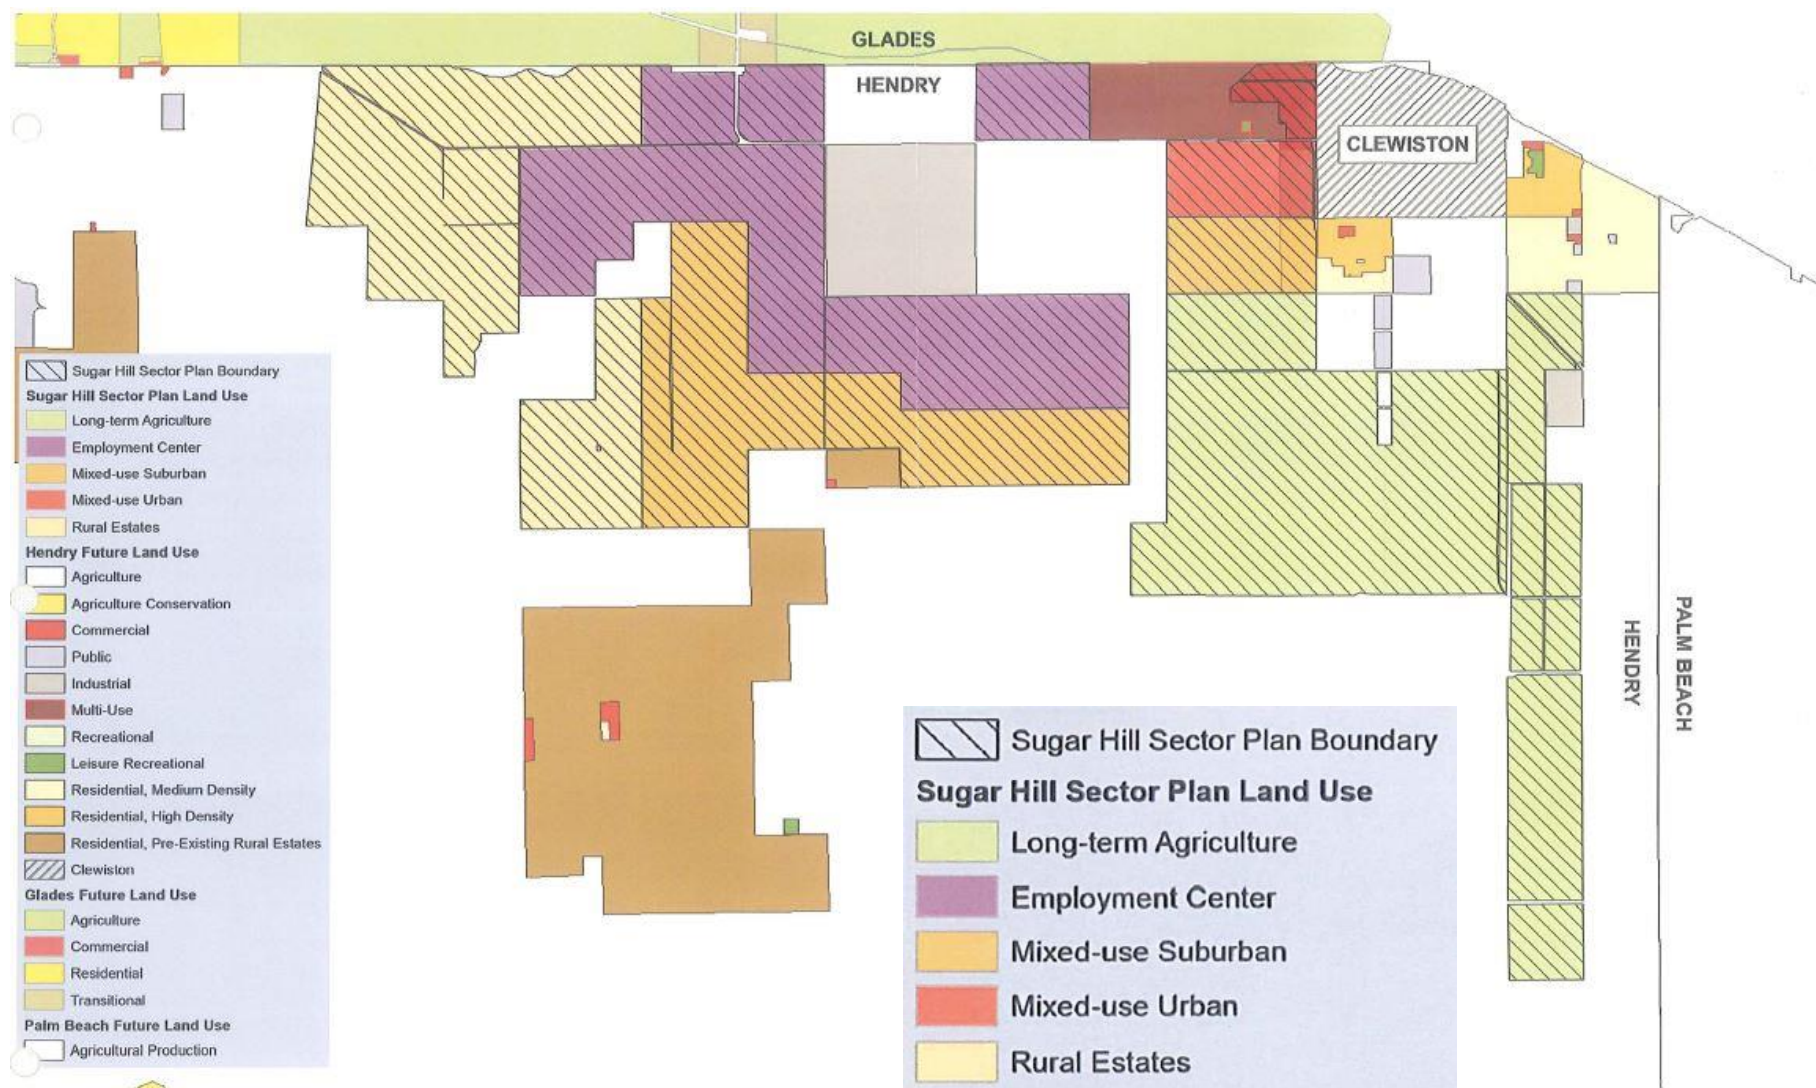 GLADES
HENDRY
CLEWISTON
Sugar Hill Sector Plan Boundary
Sugar Hill Sector Plan Land Use
Long-term Agriculture
Employment Center
Mixed-use Suburban
Mixed-use Urban
Rural Estates
Hendry Future Land Use
Agriculture
Agriculture Conservation
Commercial
Public
Industrial
Multi-Use
Recreational
Leisure Recreational
Residential, Medium Density
Residential, High Density
Residential, Pre-Existing Rural Estates
Clewiston
Glades Future Land Use
Agriculture
Commercial
Residential
Transitional
Palm Beach Future Land Use
Agricultural Production
HENDRY
PALM BEACH
Sugar Hill Sector Plan Boundary
Sugar Hill Sector Plan Land Use
Long-term Agriculture
Employment Center
Mixed-use Suburban
Mixed-use Urban
Rural Estates